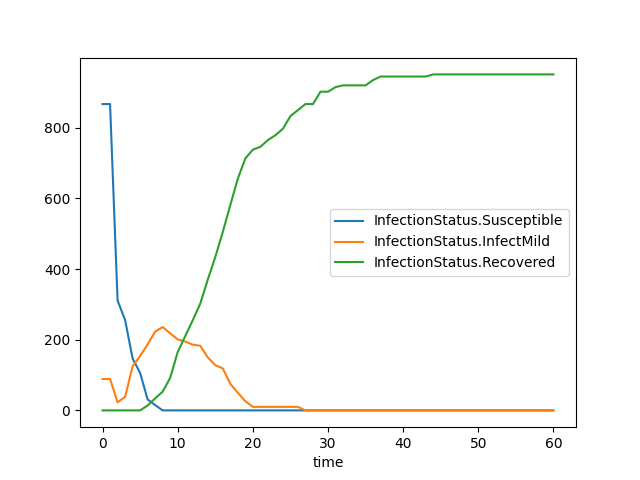 800
600
400
200
0
InfectionStatus.Susceptible
InfectionStatus.InfectMild
InfectionStatus.Recovered
0 10 20 30 40 50 60
time